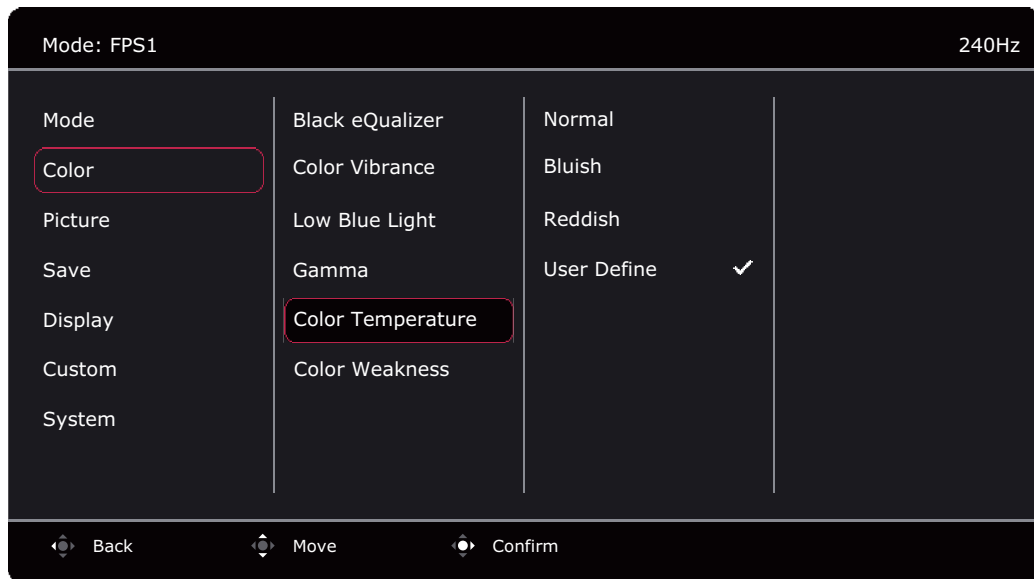 Mode: FPS1
240Hz
Mode
Color
Picture
Save
Display
Custom
System
Black eQualizer
Color Vibrance
Low Blue Light
Gamma
Color Temperature
Color Weakness
Normal
Bluish
Reddish
User Define
Back
Move
Confirm